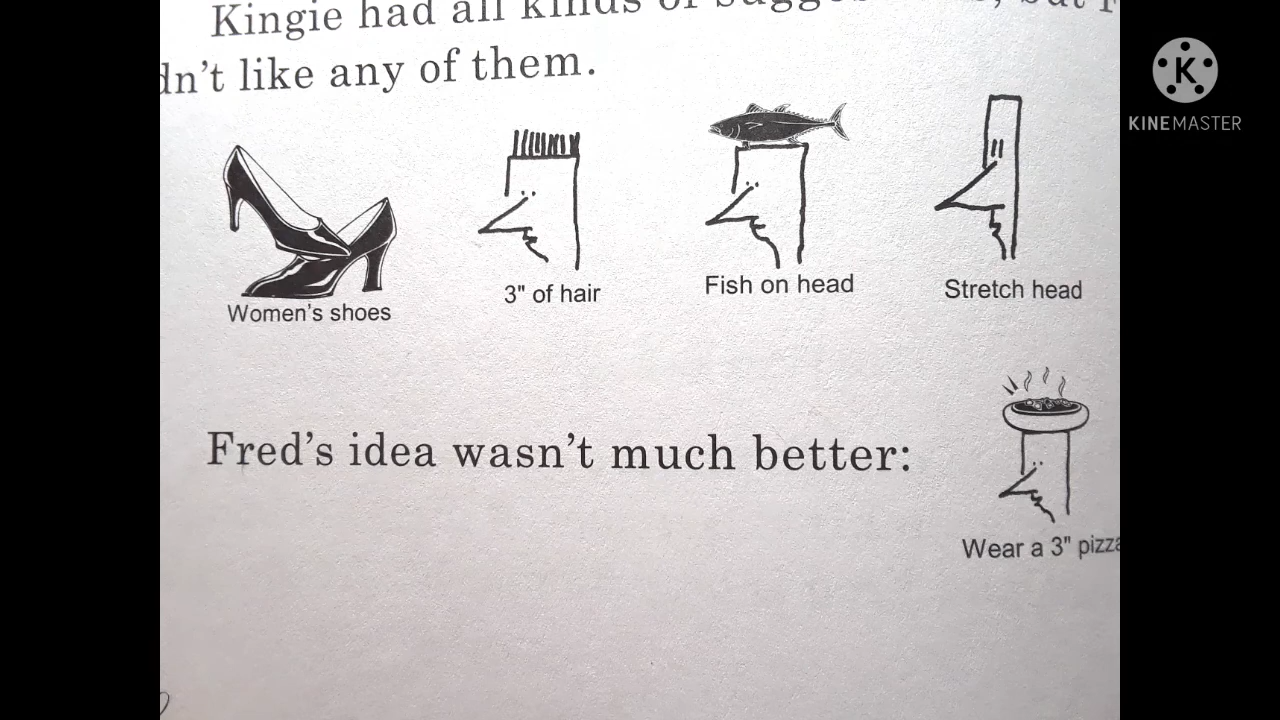 Kingie had all kinds of
dn't like any of them.
Women's shoes
3" of hair
Fish on head
Stretch head
Fred's idea wasn't much better:
Wear a 3" pizza
KINEMASTER